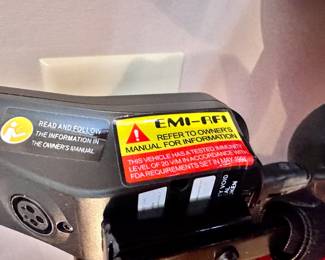 READ AND FOLLOW
THE INFORMATION IN
THE OWNER'S MANUAL.
EMI-RFI
REFER TO OWNER'S
MANUAL FOR INFORMATION
THIS VEHICLE HAS A TESTED IMMUNITY
LEVEL OF 20 V/M IN ACCORDANCE WITH
FDA REQUIREMENTS SET IN MAY 1994